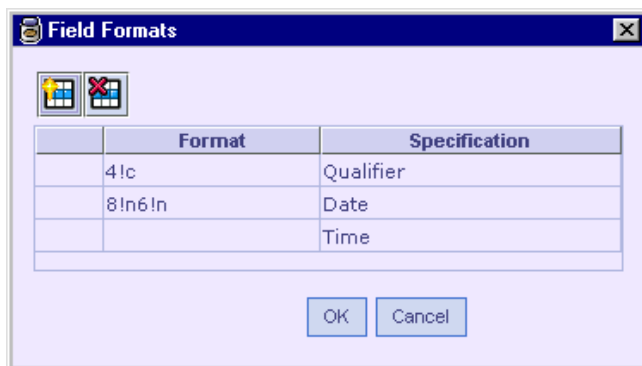 Field Formats
Format Specification
4!c Qualifier
8!n6!n Date
Time
OK Cancel